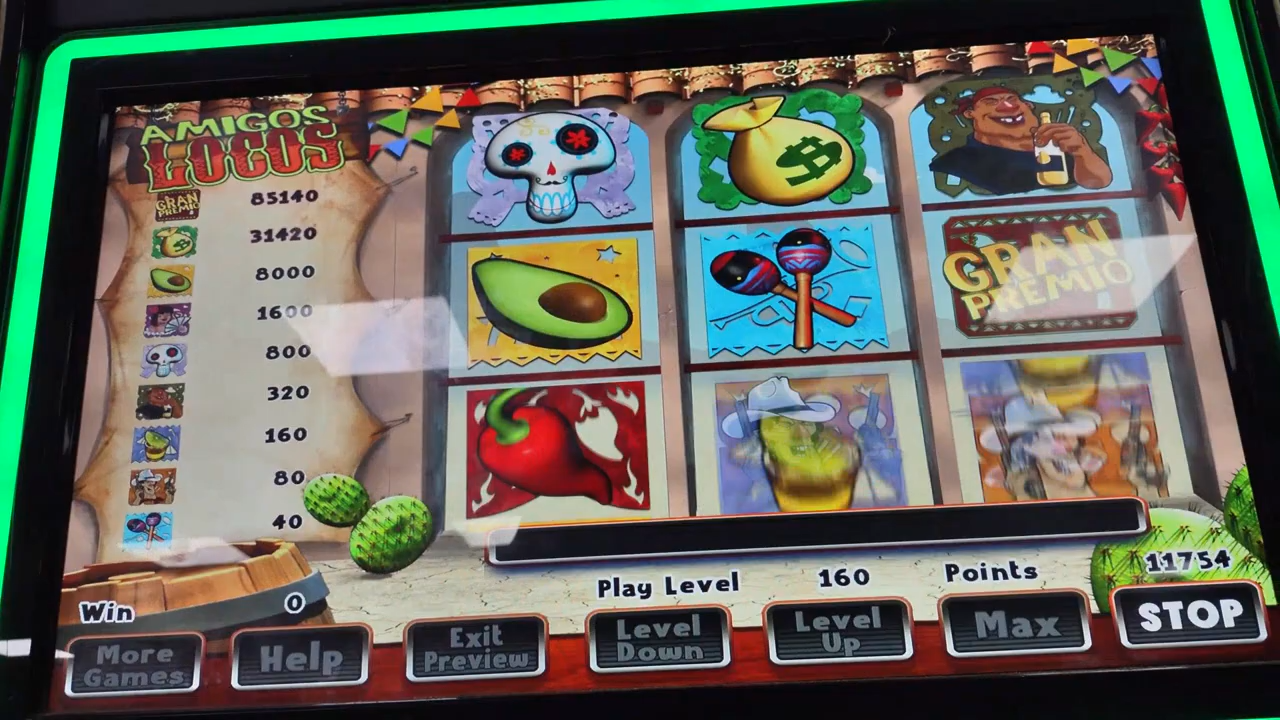 AMIGOS
LOCOS
GRAN
PREMIO
85140
$
31420
8000
1600
800
320
160
80
40
$
GRAN
PREMIO
Play Level
160
Points
11754
Win
0
More
Games
Help
Exit
Preview
Level
Down
Level
Up
Max
STOP